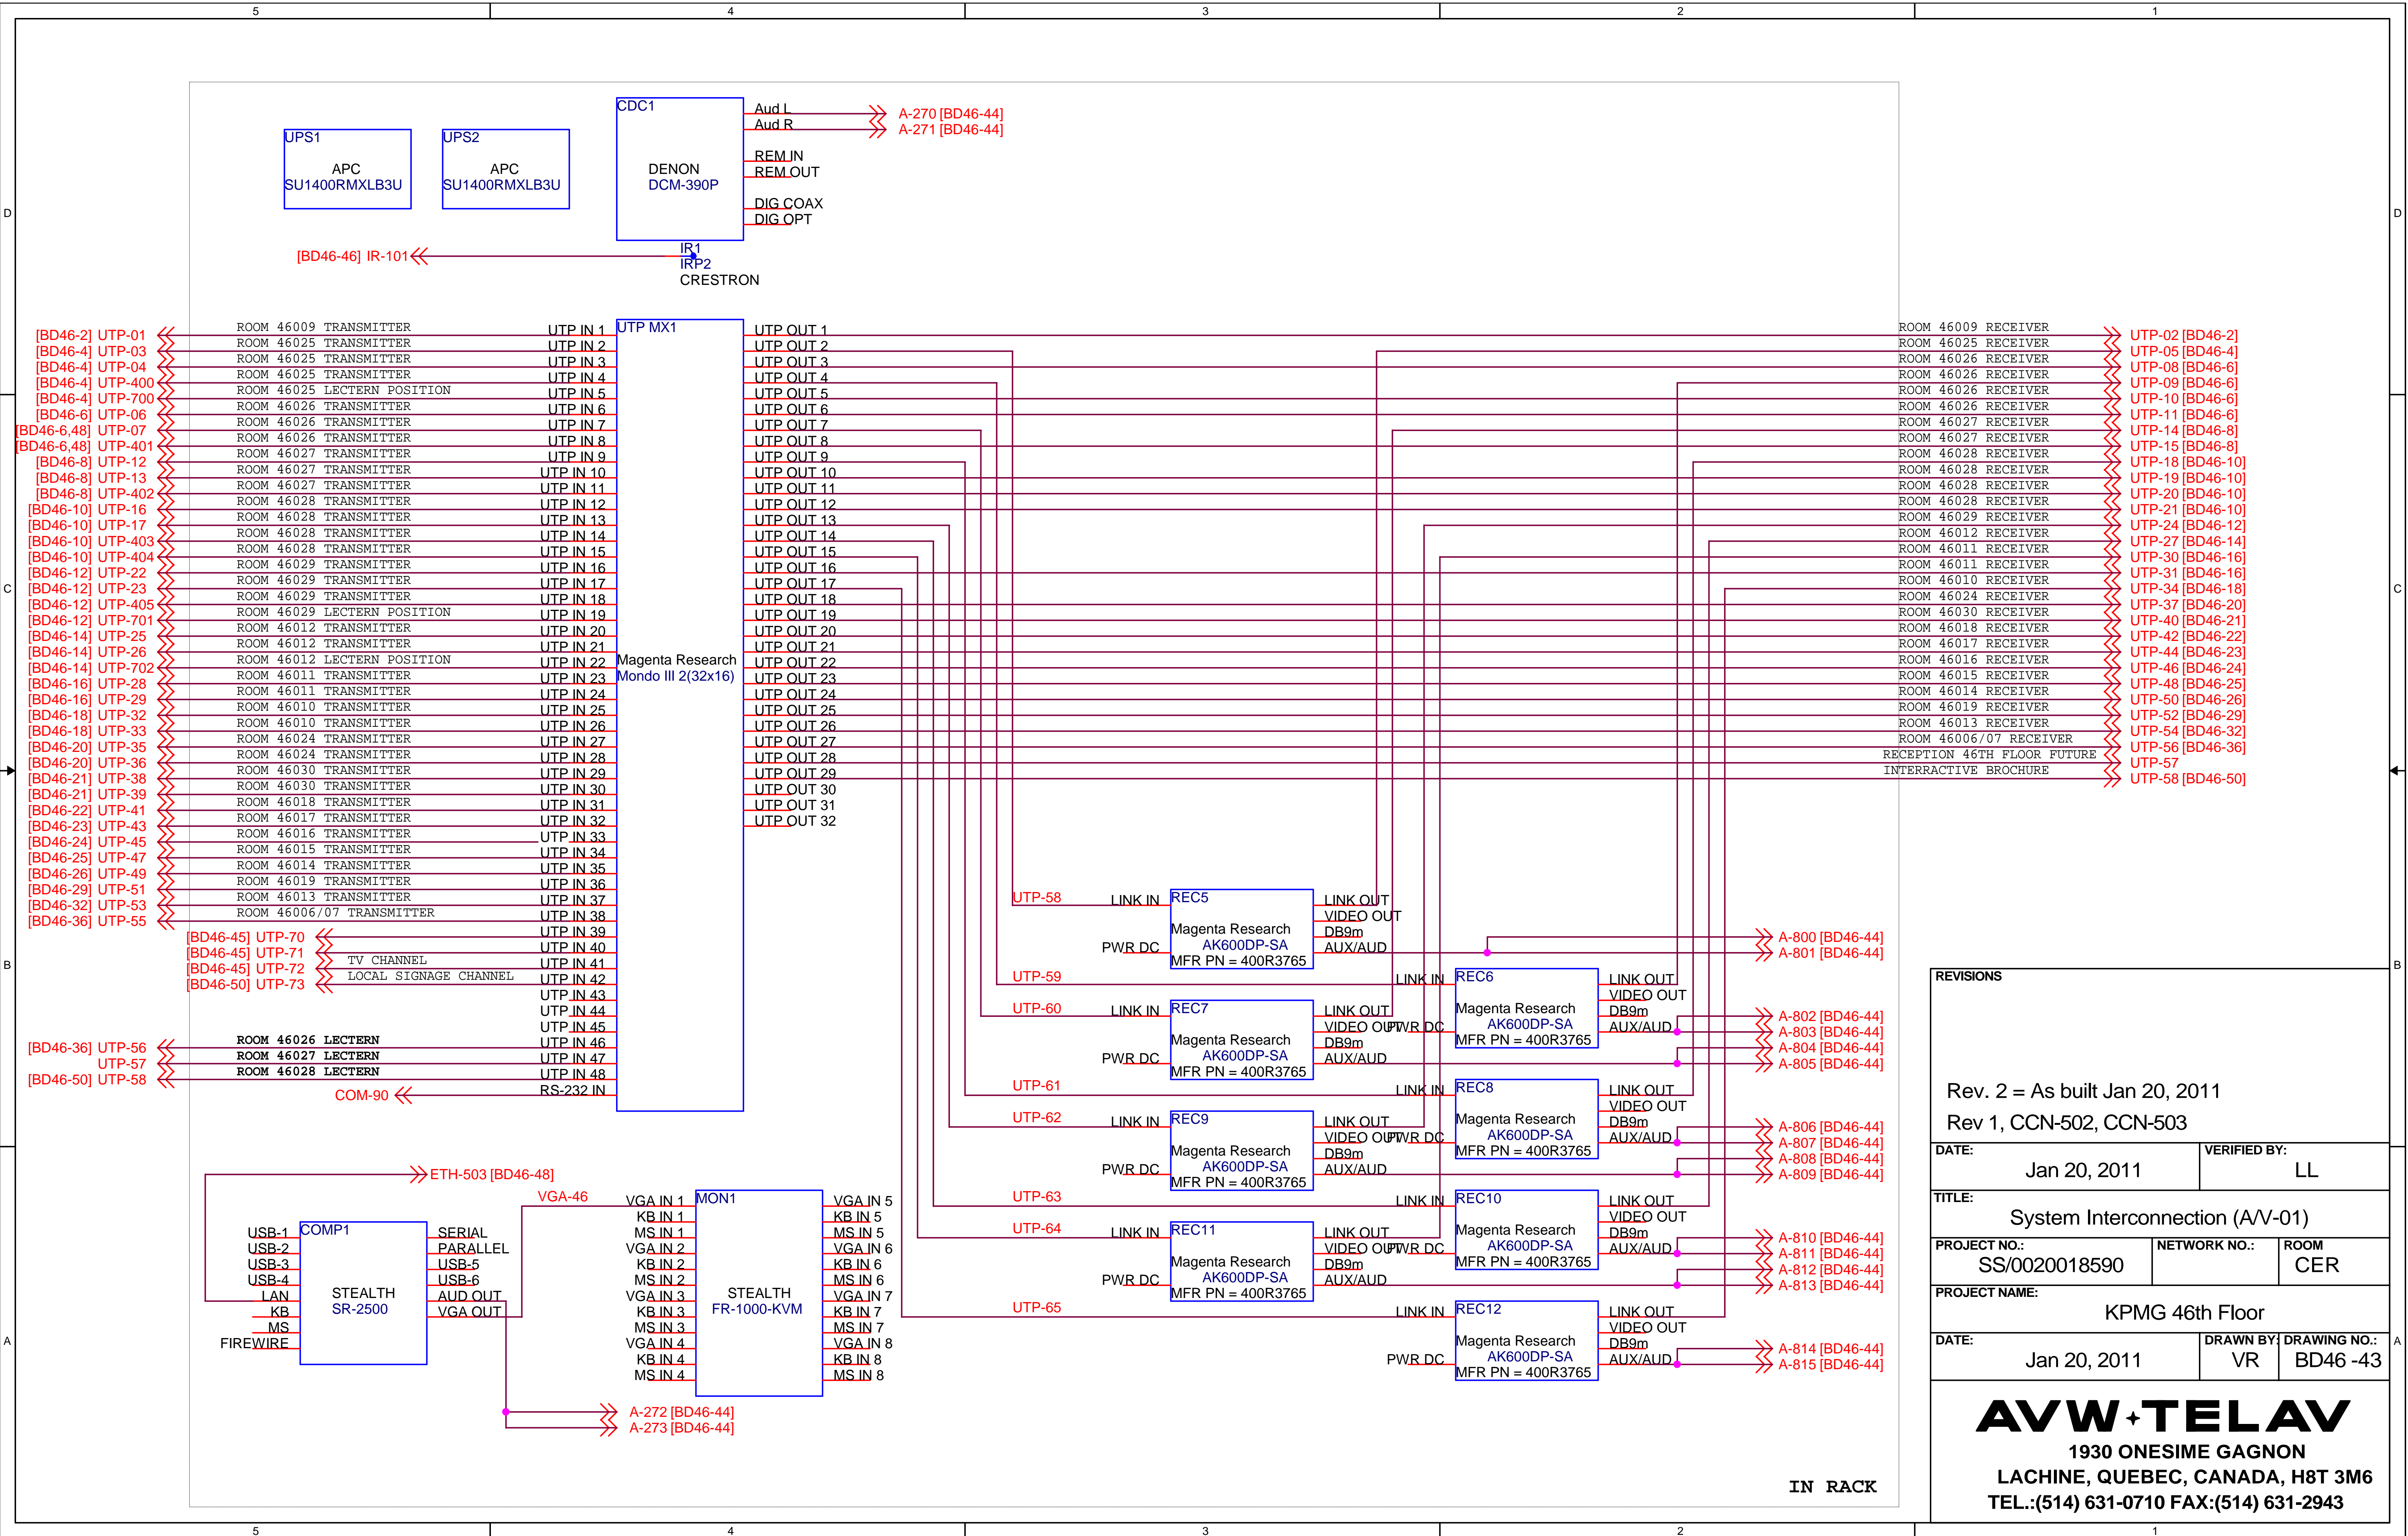 5 4 3 2 1
D
C
B
A
UPS1
APC
SU1400RMXLB3U
UPS2
APC
SU1400RMXLB3U
CDC1
DENON
DCM-390P
Aud L
Aud R
REM IN
REM OUT
DIG COAX
DIG OPT
A-270 [BD46-44]
A-271 [BD46-44]
[BD46-46] IR-101
IR1
IRP2
CRESTRON
UTP MX1
Magenta Research
Mondo III 2(32x16)
[BD46-2] UTP-01 ROOM 46009 TRANSMITTER UTP IN 1
[BD46-4] UTP-03 ROOM 46025 TRANSMITTER UTP IN 2
[BD46-4] UTP-04 ROOM 46025 TRANSMITTER UTP IN 3
[BD46-4] UTP-400 ROOM 46025 TRANSMITTER UTP IN 4
[BD46-4] UTP-700 ROOM 46025 LECTERN POSITION UTP IN 5
[BD46-6] UTP-06 ROOM 46026 TRANSMITTER UTP IN 6
[BD46-6,48] UTP-07 ROOM 46026 TRANSMITTER UTP IN 7
[BD46-6,48] UTP-401 ROOM 46026 TRANSMITTER UTP IN 8
[BD46-8] UTP-12 ROOM 46027 TRANSMITTER UTP IN 9
[BD46-8] UTP-13 ROOM 46027 TRANSMITTER UTP IN 10
[BD46-8] UTP-402 ROOM 46027 TRANSMITTER UTP IN 11
[BD46-10] UTP-16 ROOM 46028 TRANSMITTER UTP IN 12
[BD46-10] UTP-17 ROOM 46028 TRANSMITTER UTP IN 13
[BD46-10] UTP-403 ROOM 46028 TRANSMITTER UTP IN 14
[BD46-10] UTP-404 ROOM 46028 TRANSMITTER UTP IN 15
[BD46-12] UTP-22 ROOM 46029 TRANSMITTER UTP IN 16
[BD46-12] UTP-23 ROOM 46029 TRANSMITTER UTP IN 17
[BD46-12] UTP-405 ROOM 46029 TRANSMITTER UTP IN 18
[BD46-12] UTP-701 ROOM 46029 LECTERN POSITION UTP IN 19
[BD46-14] UTP-25 ROOM 46012 TRANSMITTER UTP IN 20
[BD46-14] UTP-26 ROOM 46012 TRANSMITTER UTP IN 21
[BD46-14] UTP-702 ROOM 46012 LECTERN POSITION UTP IN 22
[BD46-16] UTP-28 ROOM 46011 TRANSMITTER UTP IN 23
[BD46-16] UTP-29 ROOM 46011 TRANSMITTER UTP IN 24
[BD46-18] UTP-32 ROOM 46010 TRANSMITTER UTP IN 25
[BD46-18] UTP-33 ROOM 46010 TRANSMITTER UTP IN 26
[BD46-20] UTP-35 ROOM 46024 TRANSMITTER UTP IN 27
[BD46-20] UTP-36 ROOM 46024 TRANSMITTER UTP IN 28
[BD46-21] UTP-38 ROOM 46030 TRANSMITTER UTP IN 29
[BD46-21] UTP-39 ROOM 46030 TRANSMITTER UTP IN 30
[BD46-22] UTP-41 ROOM 46018 TRANSMITTER UTP IN 31
[BD46-23] UTP-43 ROOM 46017 TRANSMITTER UTP IN 32
[BD46-24] UTP-45 ROOM 46016 TRANSMITTER UTP IN 33
[BD46-25] UTP-47 ROOM 46015 TRANSMITTER UTP IN 34
[BD46-26] UTP-49 ROOM 46014 TRANSMITTER UTP IN 35
[BD46-29] UTP-51 ROOM 46019 TRANSMITTER UTP IN 36
[BD46-32] UTP-53 ROOM 46013 TRANSMITTER UTP IN 37
[BD46-36] UTP-55 ROOM 46006/07 TRANSMITTER UTP IN 38
[BD46-45] UTP-70 UTP IN 39
[BD46-45] UTP-71 UTP IN 40
[BD46-45] UTP-72 TV CHANNEL UTP IN 41
[BD46-50] UTP-73 LOCAL SIGNAGE CHANNEL UTP IN 42
UTP IN 43
UTP IN 44
UTP IN 45
[BD46-36] UTP-56 ROOM 46026 LECTERN UTP IN 46
UTP-57 ROOM 46027 LECTERN UTP IN 47
[BD46-50] UTP-58 ROOM 46028 LECTERN UTP IN 48
COM-90 RS-232 IN
UTP OUT 1 ROOM 46009 RECEIVER UTP-02 [BD46-2]
UTP OUT 2 ROOM 46025 RECEIVER UTP-05 [BD46-4]
UTP OUT 3 ROOM 46026 RECEIVER UTP-08 [BD46-6]
UTP OUT 4 ROOM 46026 RECEIVER UTP-09 [BD46-6]
UTP OUT 5 ROOM 46026 RECEIVER UTP-10 [BD46-6]
UTP OUT 6 ROOM 46026 RECEIVER UTP-11 [BD46-6]
UTP OUT 7 ROOM 46027 RECEIVER UTP-14 [BD46-8]
UTP OUT 8 ROOM 46027 RECEIVER UTP-15 [BD46-8]
UTP OUT 9 ROOM 46028 RECEIVER UTP-18 [BD46-10]
UTP OUT 10 ROOM 46028 RECEIVER UTP-19 [BD46-10]
UTP OUT 11 ROOM 46028 RECEIVER UTP-20 [BD46-10]
UTP OUT 12 ROOM 46028 RECEIVER UTP-21 [BD46-10]
UTP OUT 13 ROOM 46029 RECEIVER UTP-24 [BD46-12]
UTP OUT 14 ROOM 46012 RECEIVER UTP-27 [BD46-14]
UTP OUT 15 ROOM 46011 RECEIVER UTP-30 [BD46-16]
UTP OUT 16 ROOM 46011 RECEIVER UTP-31 [BD46-16]
UTP OUT 17 ROOM 46010 RECEIVER UTP-34 [BD46-18]
UTP OUT 18 ROOM 46024 RECEIVER UTP-37 [BD46-20]
UTP OUT 19 ROOM 46030 RECEIVER UTP-40 [BD46-21]
UTP OUT 20 ROOM 46018 RECEIVER UTP-42 [BD46-22]
UTP OUT 21 ROOM 46017 RECEIVER UTP-44 [BD46-23]
UTP OUT 22 ROOM 46016 RECEIVER UTP-46 [BD46-24]
UTP OUT 23 ROOM 46015 RECEIVER UTP-48 [BD46-25]
UTP OUT 24 ROOM 46014 RECEIVER UTP-50 [BD46-26]
UTP OUT 25 ROOM 46019 RECEIVER UTP-52 [BD46-29]
UTP OUT 26 ROOM 46013 RECEIVER UTP-54 [BD46-32]
UTP OUT 27 ROOM 46006/07 RECEIVER UTP-56 [BD46-36]
UTP OUT 28 RECEPTION 46TH FLOOR FUTURE UTP-57
UTP OUT 29 INTERRACTIVE BROCHURE UTP-58 [BD46-50]
UTP OUT 30
UTP OUT 31
UTP OUT 32
UTP-58 LINK IN REC5 LINK OUT
VIDEO OUT
Magenta Research DB9m
PWR DC AK600DP-SA AUX/AUD
MFR PN = 400R3765
A-800 [BD46-44]
A-801 [BD46-44]
UTP-59 LINK IN REC6 LINK OUT
VIDEO OUT
Magenta Research DB9m
PWR DC AK600DP-SA AUX/AUD
MFR PN = 400R3765
A-802 [BD46-44]
A-803 [BD46-44]
UTP-60 LINK IN REC7 LINK OUT
VIDEO OUT
Magenta Research DB9m
PWR DC AK600DP-SA AUX/AUD
MFR PN = 400R3765
A-804 [BD46-44]
A-805 [BD46-44]
UTP-61 LINK IN REC8 LINK OUT
VIDEO OUT
Magenta Research DB9m
PWR DC AK600DP-SA AUX/AUD
MFR PN = 400R3765
A-806 [BD46-44]
A-807 [BD46-44]
UTP-62 LINK IN REC9 LINK OUT
VIDEO OUT
Magenta Research DB9m
PWR DC AK600DP-SA AUX/AUD
MFR PN = 400R3765
A-808 [BD46-44]
A-809 [BD46-44]
UTP-63 LINK IN REC10 LINK OUT
VIDEO OUT
Magenta Research DB9m
PWR DC AK600DP-SA AUX/AUD
MFR PN = 400R3765
A-810 [BD46-44]
A-811 [BD46-44]
UTP-64 LINK IN REC11 LINK OUT
VIDEO OUT
Magenta Research DB9m
PWR DC AK600DP-SA AUX/AUD
MFR PN = 400R3765
A-812 [BD46-44]
A-813 [BD46-44]
UTP-65 LINK IN REC12 LINK OUT
VIDEO OUT
Magenta Research DB9m
PWR DC AK600DP-SA AUX/AUD
MFR PN = 400R3765
A-814 [BD46-44]
A-815 [BD46-44]
ETH-503 [BD46-48]
COMP1
STEALTH
SR-2500
USB-1 SERIAL
USB-2 PARALLEL
USB-3 USB-5
USB-4 USB-6
LAN AUD OUT
KB VGA OUT
MS
FIREWIRE
VGA-46
MON1
STEALTH
FR-1000-KVM
VGA IN 1 VGA IN 5
KB IN 1 KB IN 5
MS IN 1 MS IN 5
VGA IN 2 VGA IN 6
KB IN 2 KB IN 6
MS IN 2 MS IN 6
VGA IN 3 VGA IN 7
KB IN 3 KB IN 7
MS IN 3 MS IN 7
VGA IN 4 VGA IN 8
KB IN 4 KB IN 8
MS IN 4 MS IN 8
A-272 [BD46-44]
A-273 [BD46-44]
IN RACK
REVISIONS
Rev. 2 = As built Jan 20, 2011
Rev 1, CCN-502, CCN-503
DATE: Jan 20, 2011
VERIFIED BY: LL
TITLE:
System Interconnection (A/V-01)
PROJECT NO.: SS/0020018590
NETWORK NO.:
ROOM CER
PROJECT NAME:
KPMG 46th Floor
DATE: Jan 20, 2011
DRAWN BY: VR
DRAWING NO.: BD46 -43
AVW TELAV
1930 ONESIME GAGNON
LACHINE, QUEBEC, CANADA, H8T 3M6
TEL.:(514) 631-0710 FAX:(514) 631-2943
D
C
B
A
5 4 3 2 1